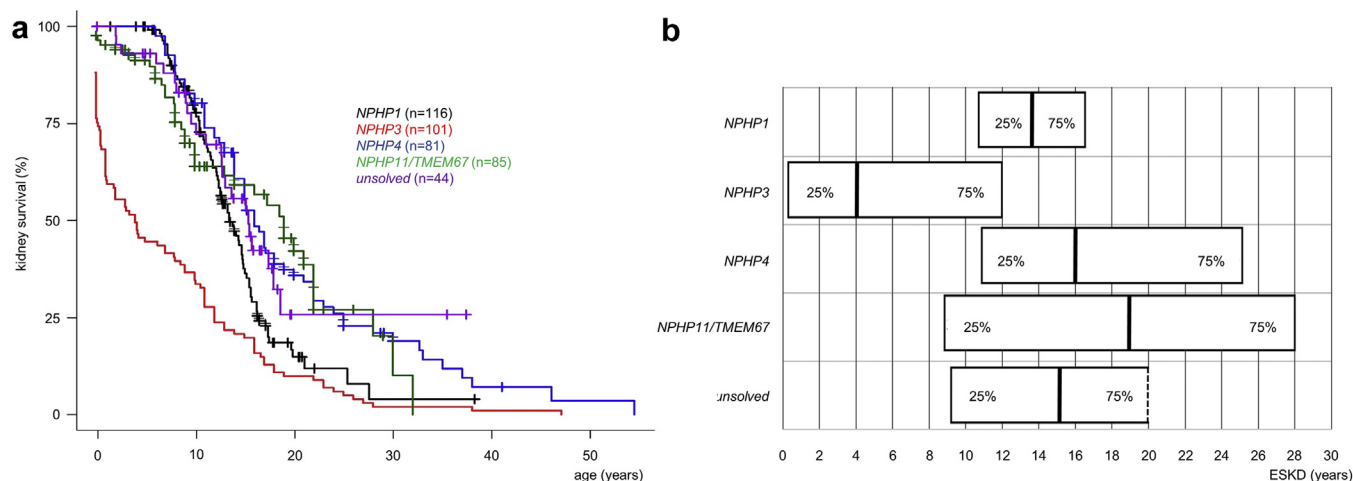 a
100
75
50
25
0
kidney survival (%)
NPHP1 (n=116)
NPHP3 (n=101)
NPHP4 (n=81)
NPHP11/TMEM67 (n=85)
unsolved (n=44)
0 10 20 30 40 50
age (years)
b
NPHP1 25% 75%
NPHP3 25% 75%
NPHP4 25% 75%
NPHP11/TMEM67 25% 75%
unsolved 25% 75%
0 2 4 6 8 10 12 14 16 18 20 22 24 26 28 30
ESKD (years)